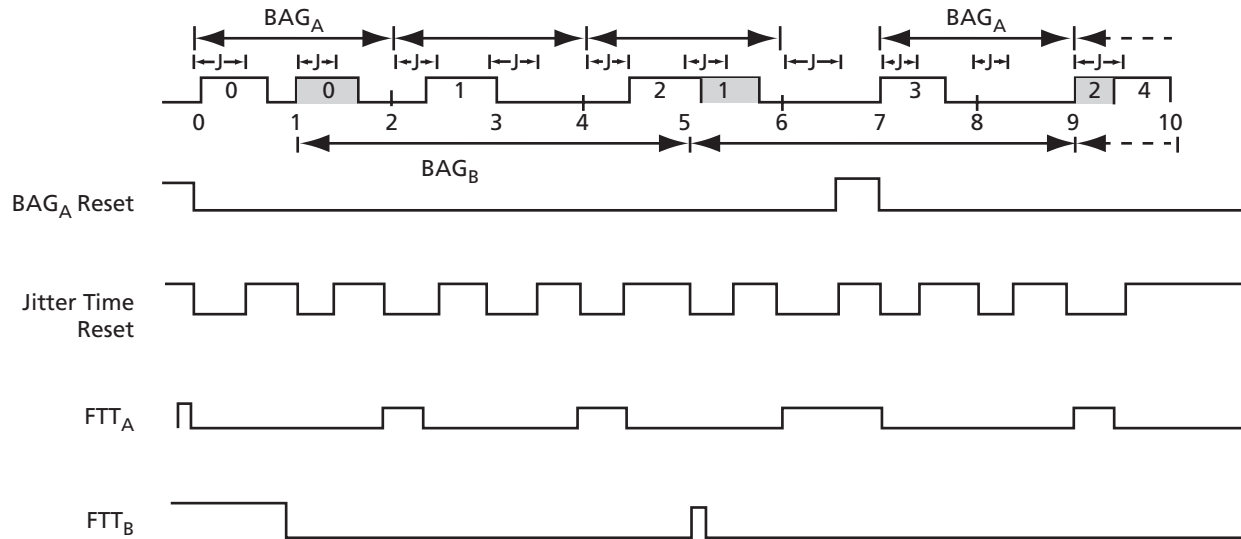 BAG_A BAG_A
J J J J J J J J J J
0 0 1 2 1 3 2 4
0 1 2 3 4 5 6 7 8 9 10
BAG_B
BAG_A Reset
Jitter Time
Reset
FTT_A
FTT_B